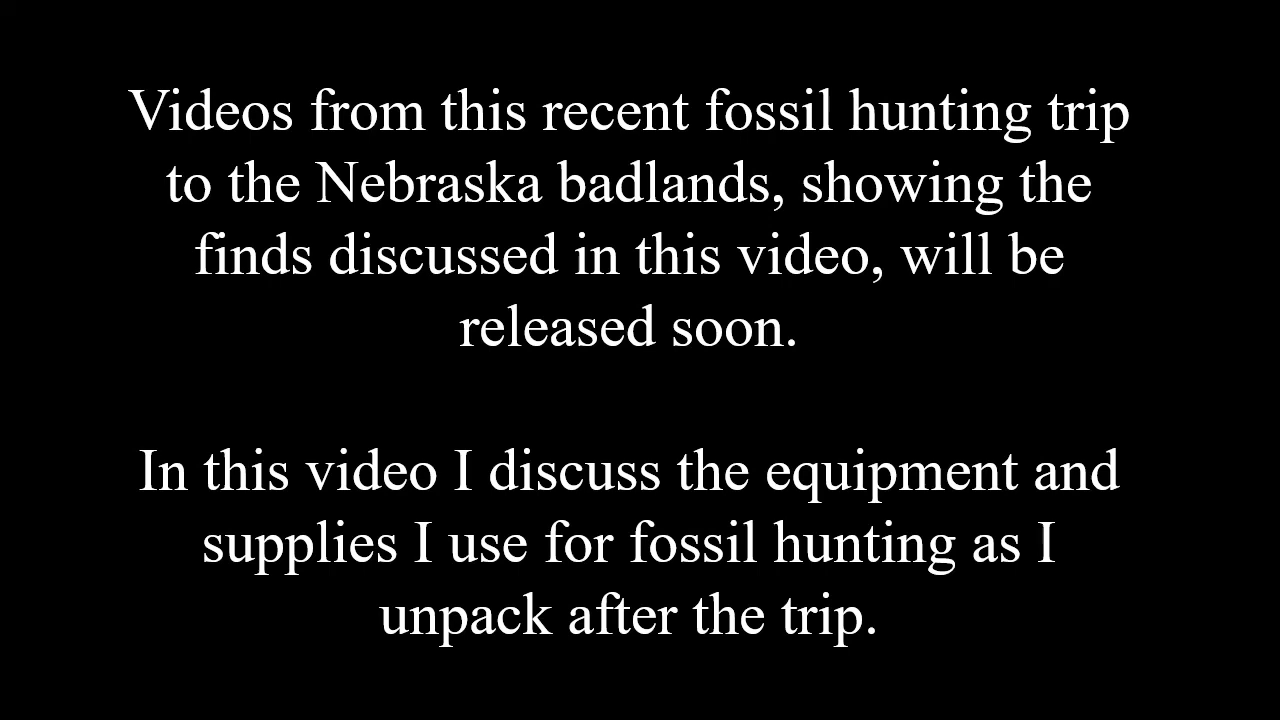 Videos from this recent fossil hunting trip
to the Nebraska badlands, showing the
finds discussed in this video, will be
released soon.
In this video I discuss the equipment and
supplies I use for fossil hunting as I
unpack after the trip.